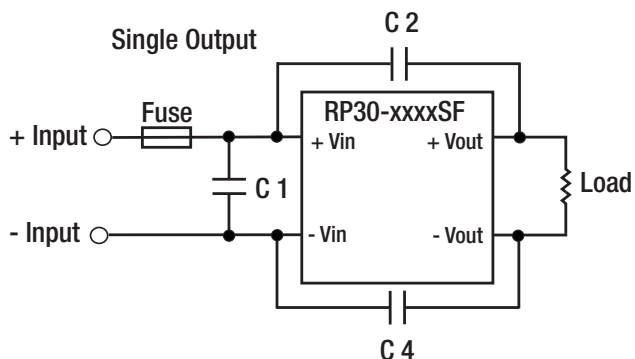 Single Output
C 2
Fuse
RP30-xxxxSF
+ Input
+ Vin
+ Vout
C 1
Load
- Input
- Vin
- Vout
C 4